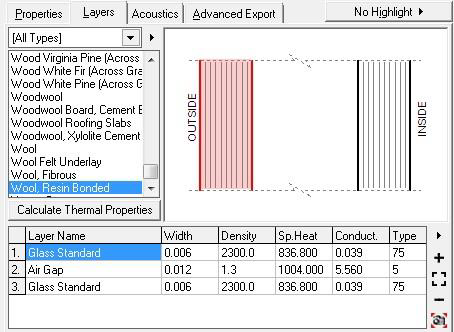 Properties Layers Acoustics Advanced Export No Highlight
[All Types]
Wood Virginia Pine (Across
Wood White Fir (Across Gra
Wood White Pine (Across G
Woodwool
Woodwool Board, Cement B
Woodwool Roofing Slabs
Woodwool, Xylolite Cement
Wool
Wool Felt Underlay
Wool, Fibrous
Wool, Resin Bonded
Calculate Thermal Properties
OUTSIDE
INSIDE
Layer Name Width Density Sp.Heat Conduct. Type
1. Glass Standard 0.006 2300.0 836.800 0.039 75
2. Air Gap 0.012 1.3 1004.000 5.560 5
3. Glass Standard 0.006 2300.0 836.800 0.039 75